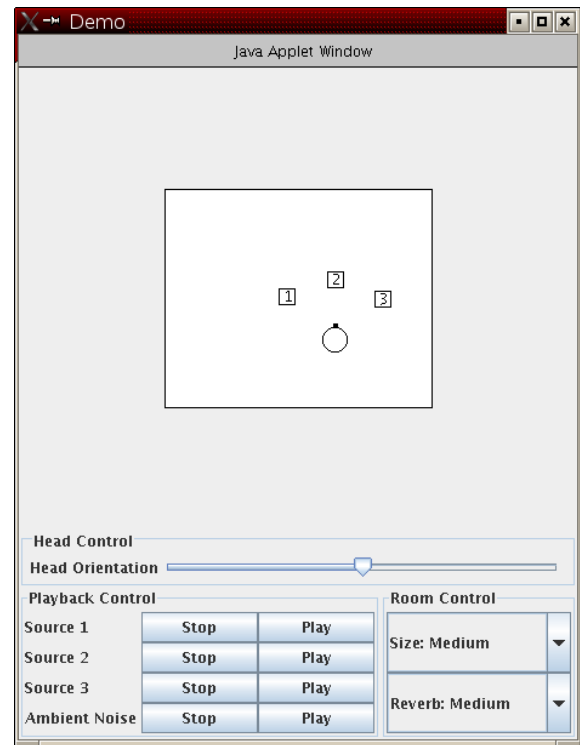 Demo
Java Applet Window
2
1
3
Head Control
Head Orientation
Playback Control
Room Control
Source 1 Stop Play
Size: Medium
Source 2 Stop Play
Source 3 Stop Play
Reverb: Medium
Ambient Noise Stop Play